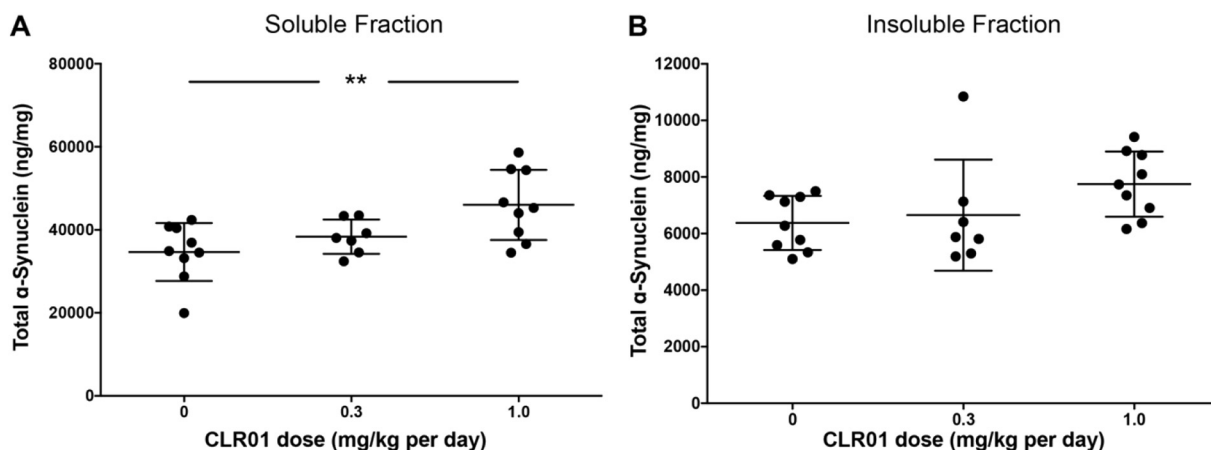 A
Soluble Fraction
Total α-Synuclein (ng/mg)
80000
60000
40000
20000
0
**
0 0.3 1.0
CLR01 dose (mg/kg per day)
B
Insoluble Fraction
Total α-Synuclein (ng/mg)
12000
10000
8000
6000
4000
2000
0
0 0.3 1.0
CLR01 dose (mg/kg per day)